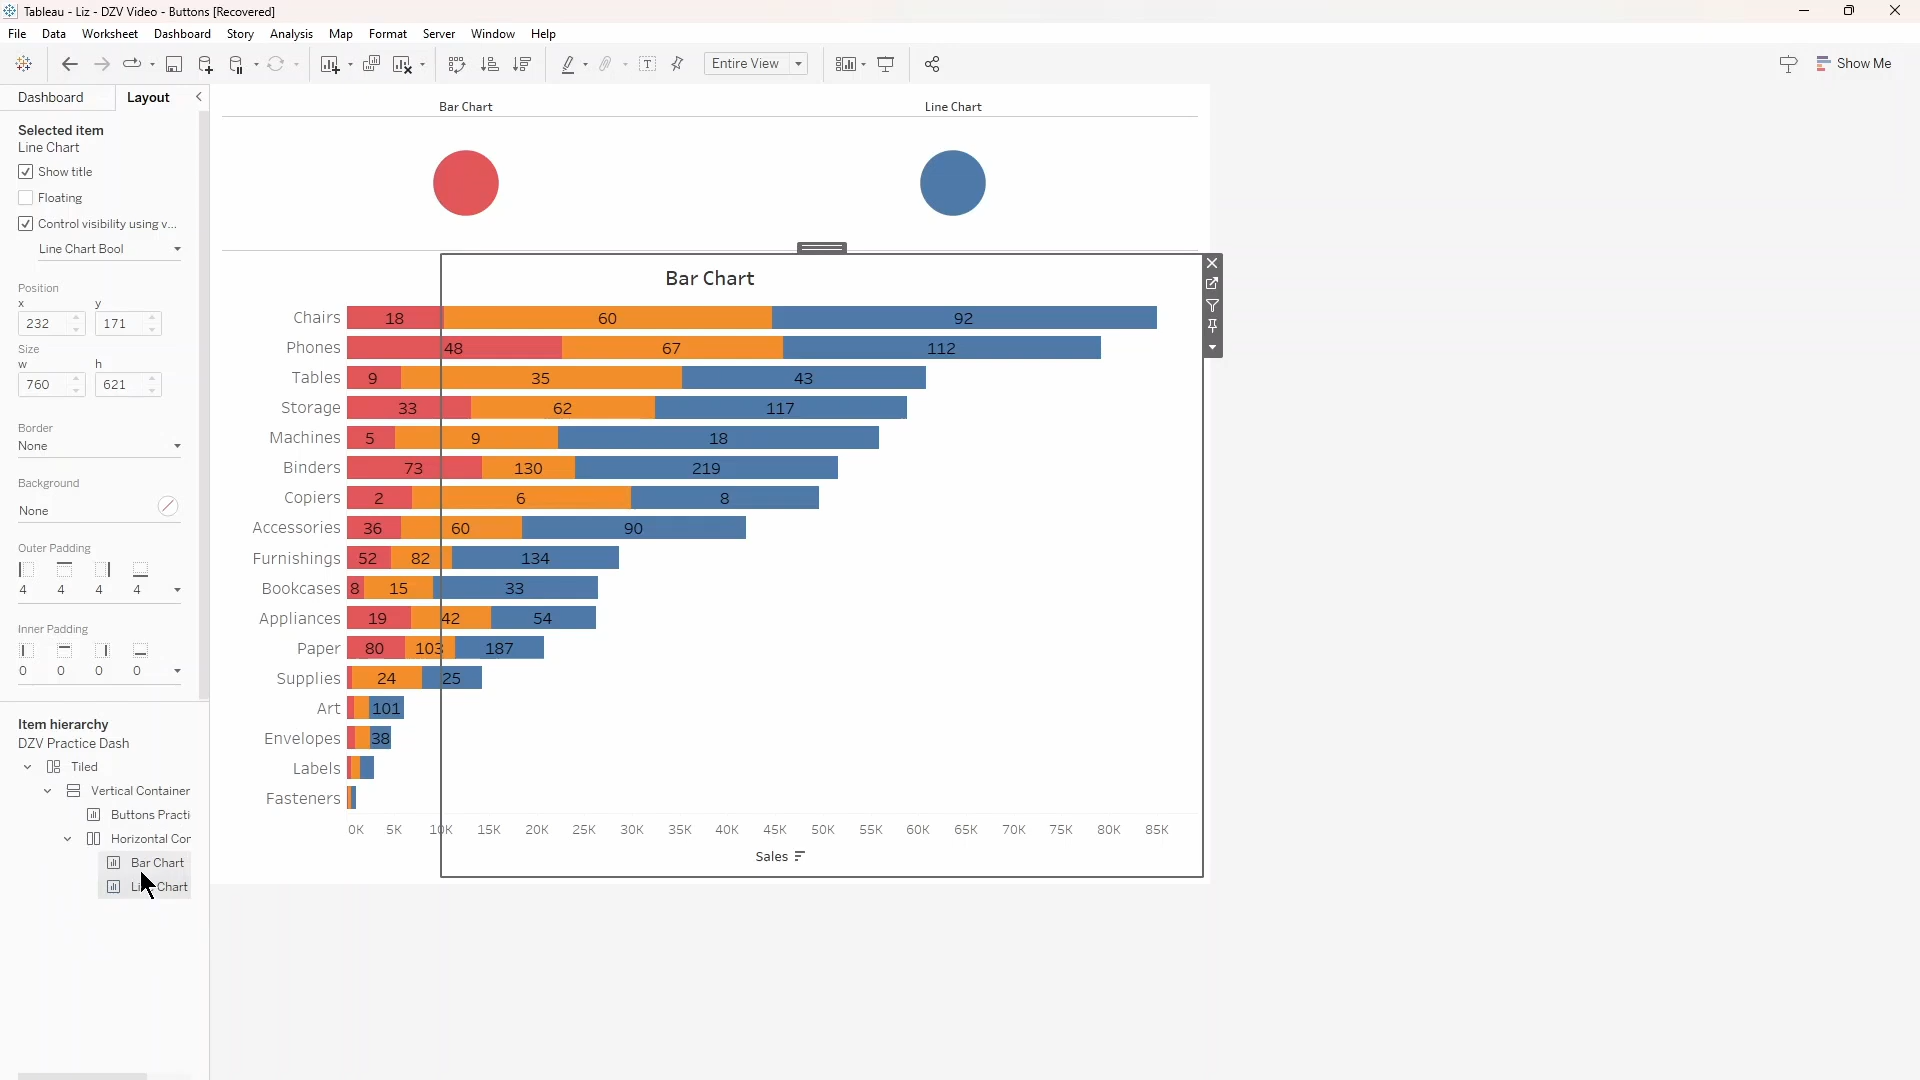 Tableau - Liz - DZV Video - Buttons [Recovered]
File Data Worksheet Dashboard Story Analysis Map Format Server Window Help
Entire View
Show Me
Dashboard Layout
Selected item
Line Chart
Show title
Floating
Control visibility using v...
Line Chart Bool
Position
x y
232 171
Size
w h
760 621
Border
None
Background
None
Outer Padding
4 4 4 4
Inner Padding
0 0 0 0
Item hierarchy
DZV Practice Dash
Tiled
Vertical Container
Buttons Practi
Horizontal Cor
Bar Chart
Chart
Bar Chart Line Chart
Bar Chart
Chairs 18 60 92
Phones 48 67 112
Tables 9 35 43
Storage 33 62 117
Machines 5 9 18
Binders 73 130 219
Copiers 2 6 8
Accessories 36 60 90
Furnishings 52 82 134
Bookcases 8 15 33
Appliances 19 42 54
Paper 80 103 187
Supplies 24 25
Art 101
Envelopes 38
Labels
Fasteners
0K 5K 10K 15K 20K 25K 30K 35K 40K 45K 50K 55K 60K 65K 70K 75K 80K 85K
Sales